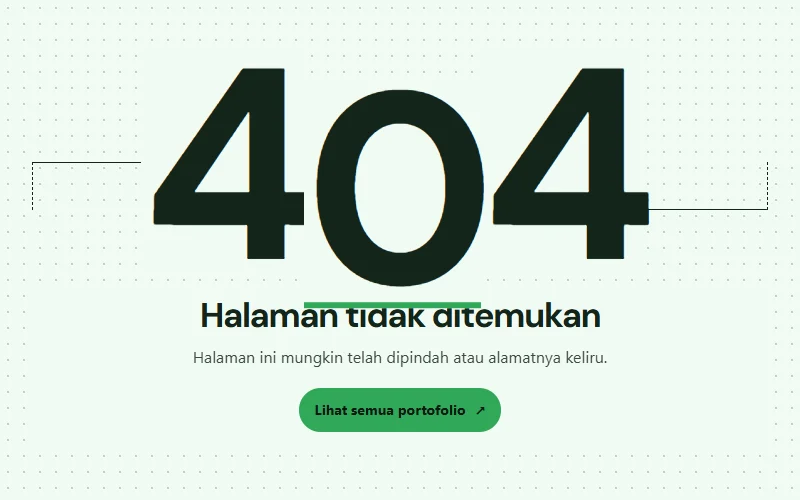 404
Halaman tidak ditemukan
Halaman ini mungkin telah dipindah atau alamatnya keliru.
Lihat semua portofolio ↗